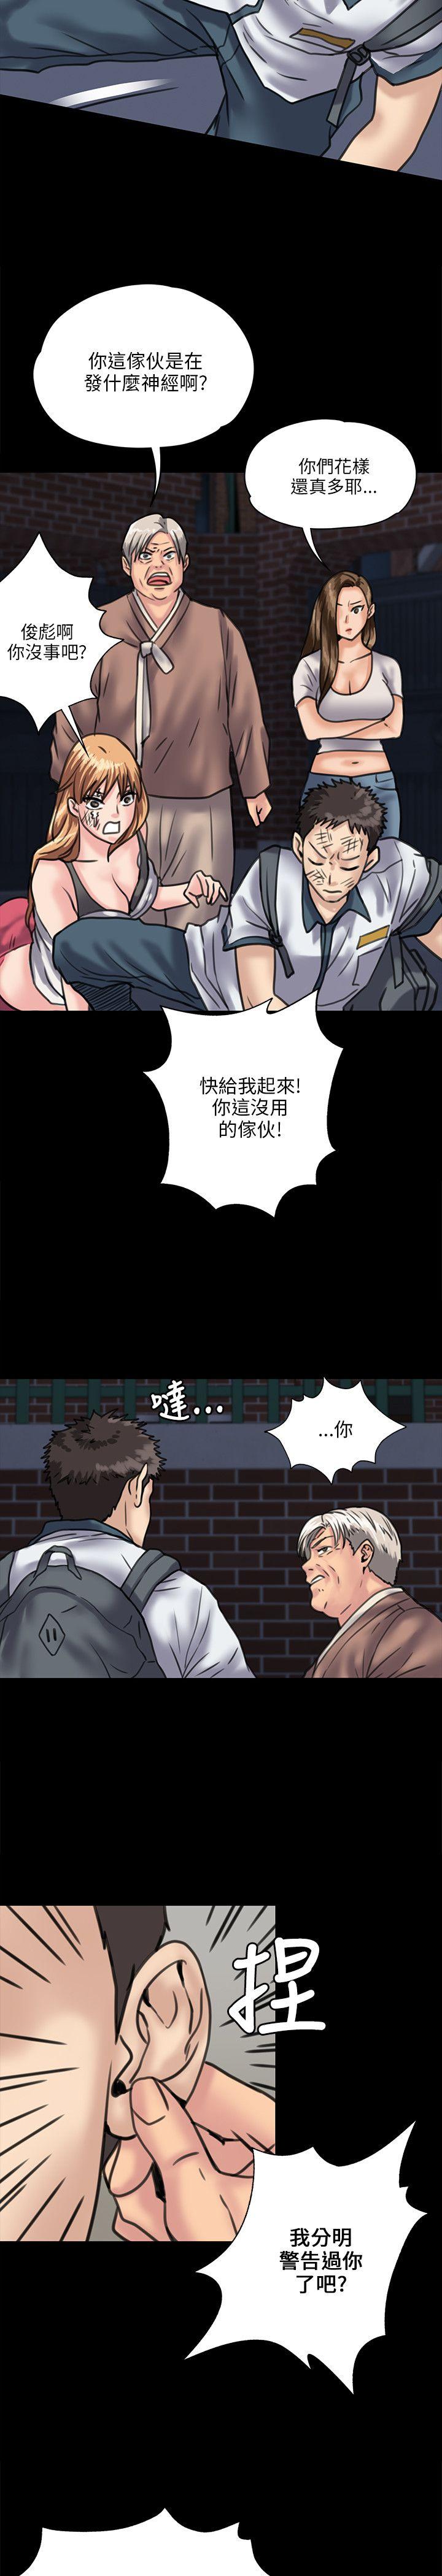 你這傢伙是在
發什麼神經啊?
你們花樣
還真多耶...
俊彪啊
你沒事吧?
快給我起來!
你這沒用
的傢伙!
噠...
...你
捏
我分明
警告過你
了吧?